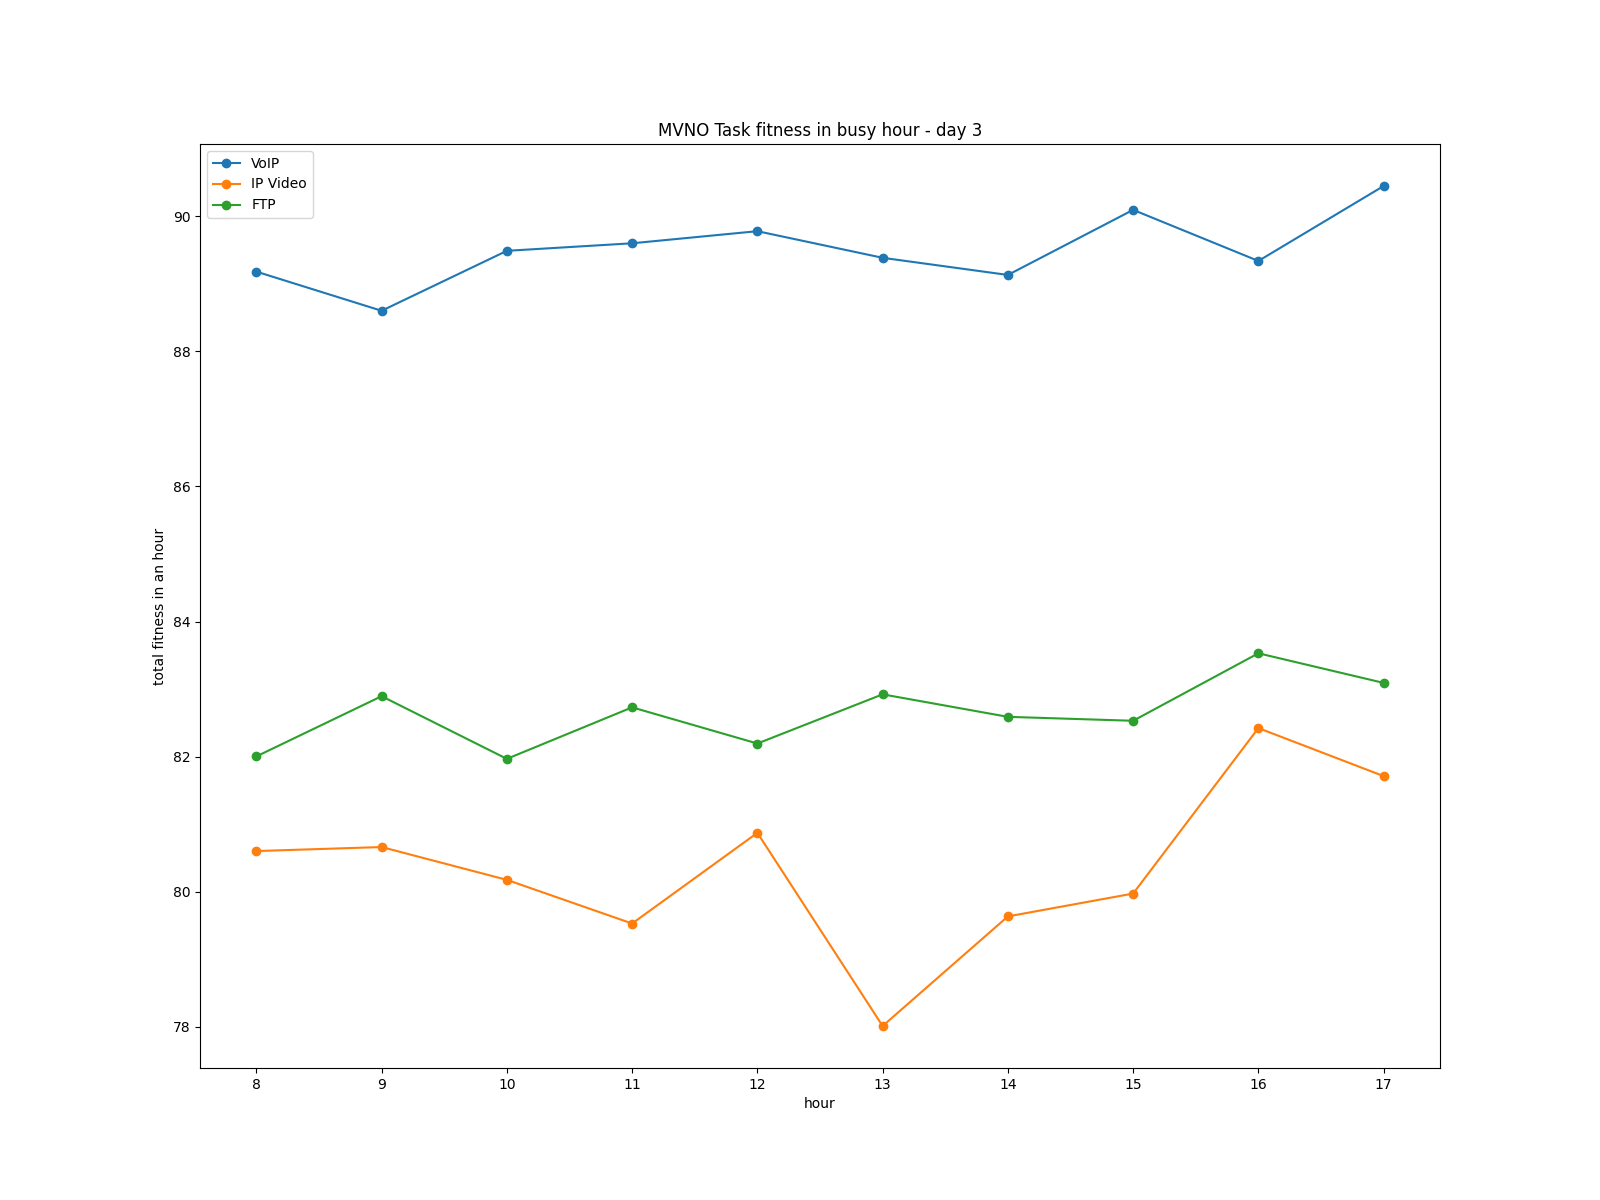 MVNO Task fitness in busy hour - day 3
VoIP
IP Video
FTP
90
88
86
84
82
80
78
total fitness in an hour
8 9 10 11 12 13 14 15 16 17
hour